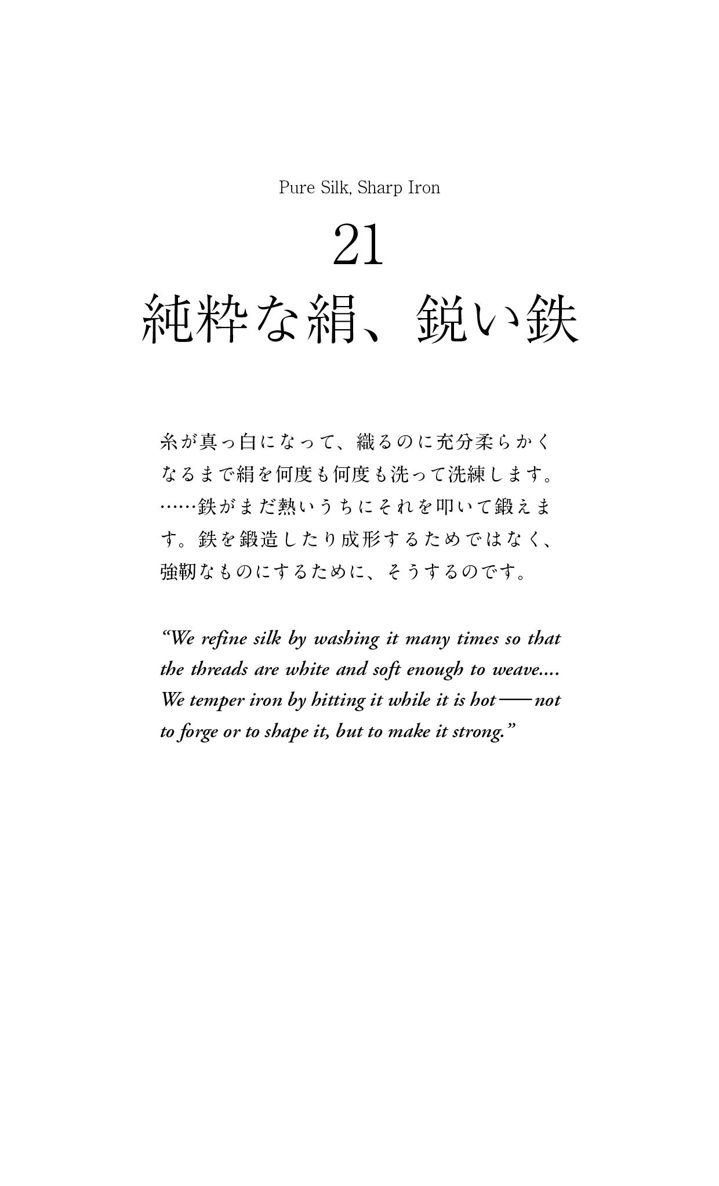 Pure Silk, Sharp Iron
21
純粋な絹、鋭い鉄
糸が真っ白になって、織るのに充分柔らかく
なるまで絹を何度も何度も洗って洗練します。
……鉄がまだ熱いうちにそれを叩いて鍛えま
す。鉄を鍛造したり成形するためではなく、
強靭なものにするために、そうするのです。
“We refine silk by washing it many times so that
the threads are white and soft enough to weave....
We temper iron by hitting it while it is hot——not
to forge or to shape it, but to make it strong.”